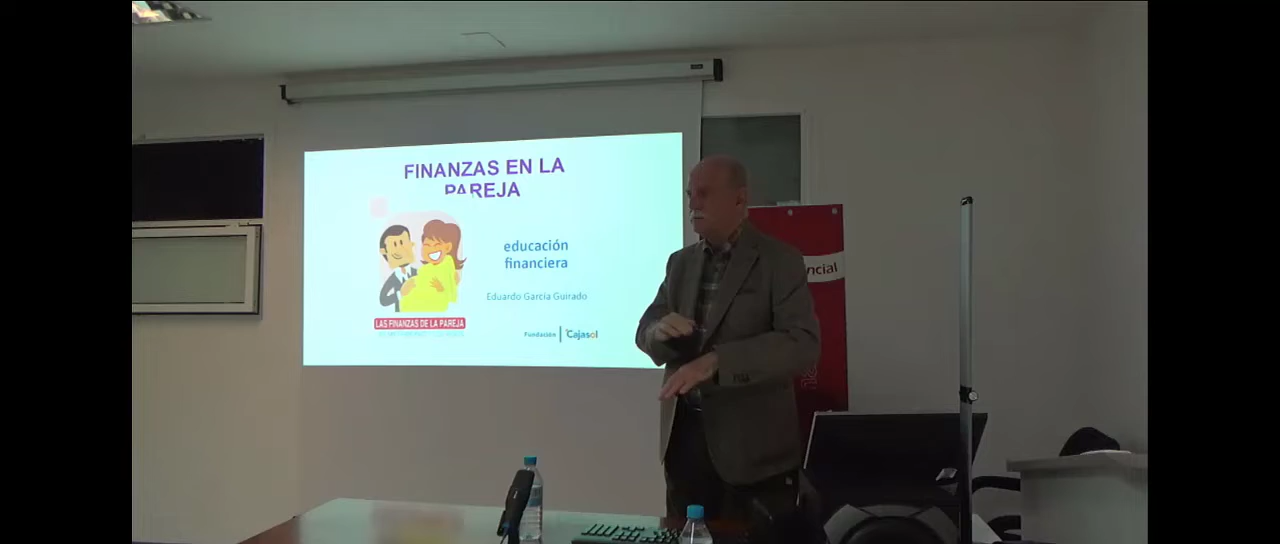 FINANZAS EN LA
PAREJA
educación
financiera
Eduardo García Guirado
LAS FINANZAS DE LA PAREJA
Fundación Cajasol
ncial